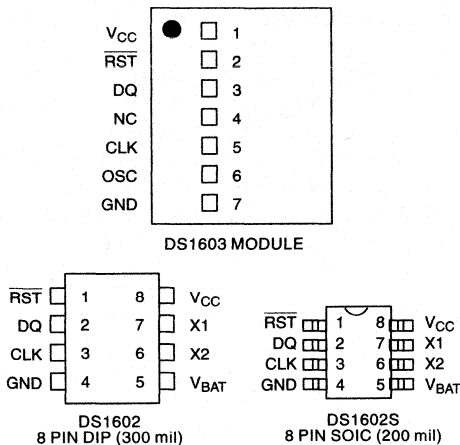 VCC 1
RST 2
DQ 3
NC 4
CLK 5
OSC 6
GND 7
DS1603 MODULE
RST 1 8 VCC
DQ 2 7 X1
CLK 3 6 X2
GND 4 5 VBAT
DS1602
8 PIN DIP (300 mil)
RST 1 8 VCC
DQ 2 7 X1
CLK 3 6 X2
GND 4 5 VBAT
DS1602S
8 PIN SOIC (200 mil)